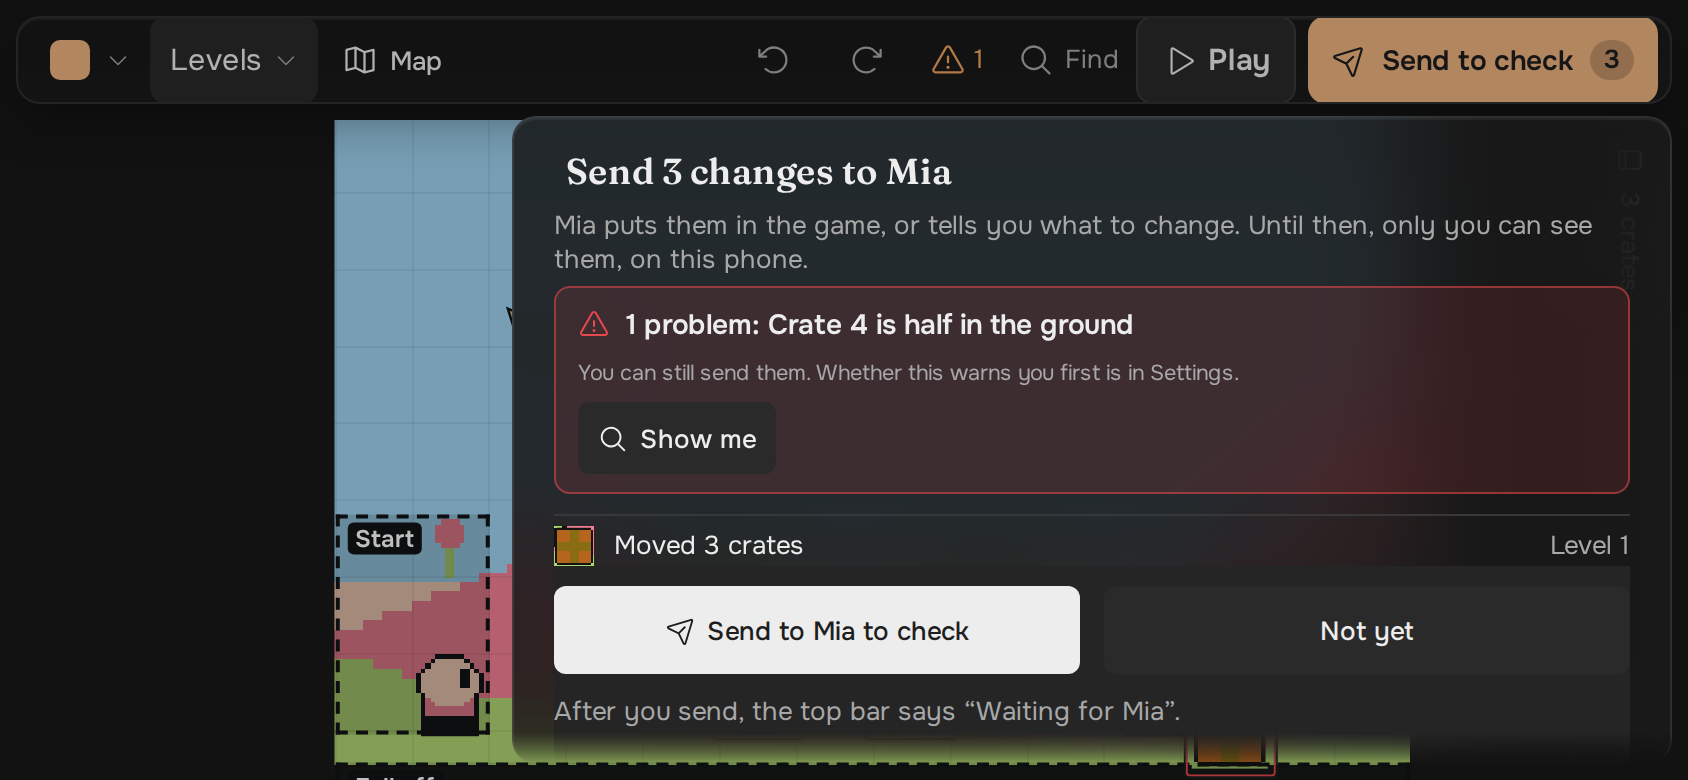 Levels
Map
1
Find
Play
Send to check 3
Send 3 changes to Mia
3 crates
Mia puts them in the game, or tells you what to change. Until then, only you can see
them, on this phone.
1 problem: Crate 4 is half in the ground
You can still send them. Whether this warns you first is in Settings.
Show me
Start
Moved 3 crates
Level 1
Send to Mia to check
Not yet
After you send, the top bar says “Waiting for Mia”.